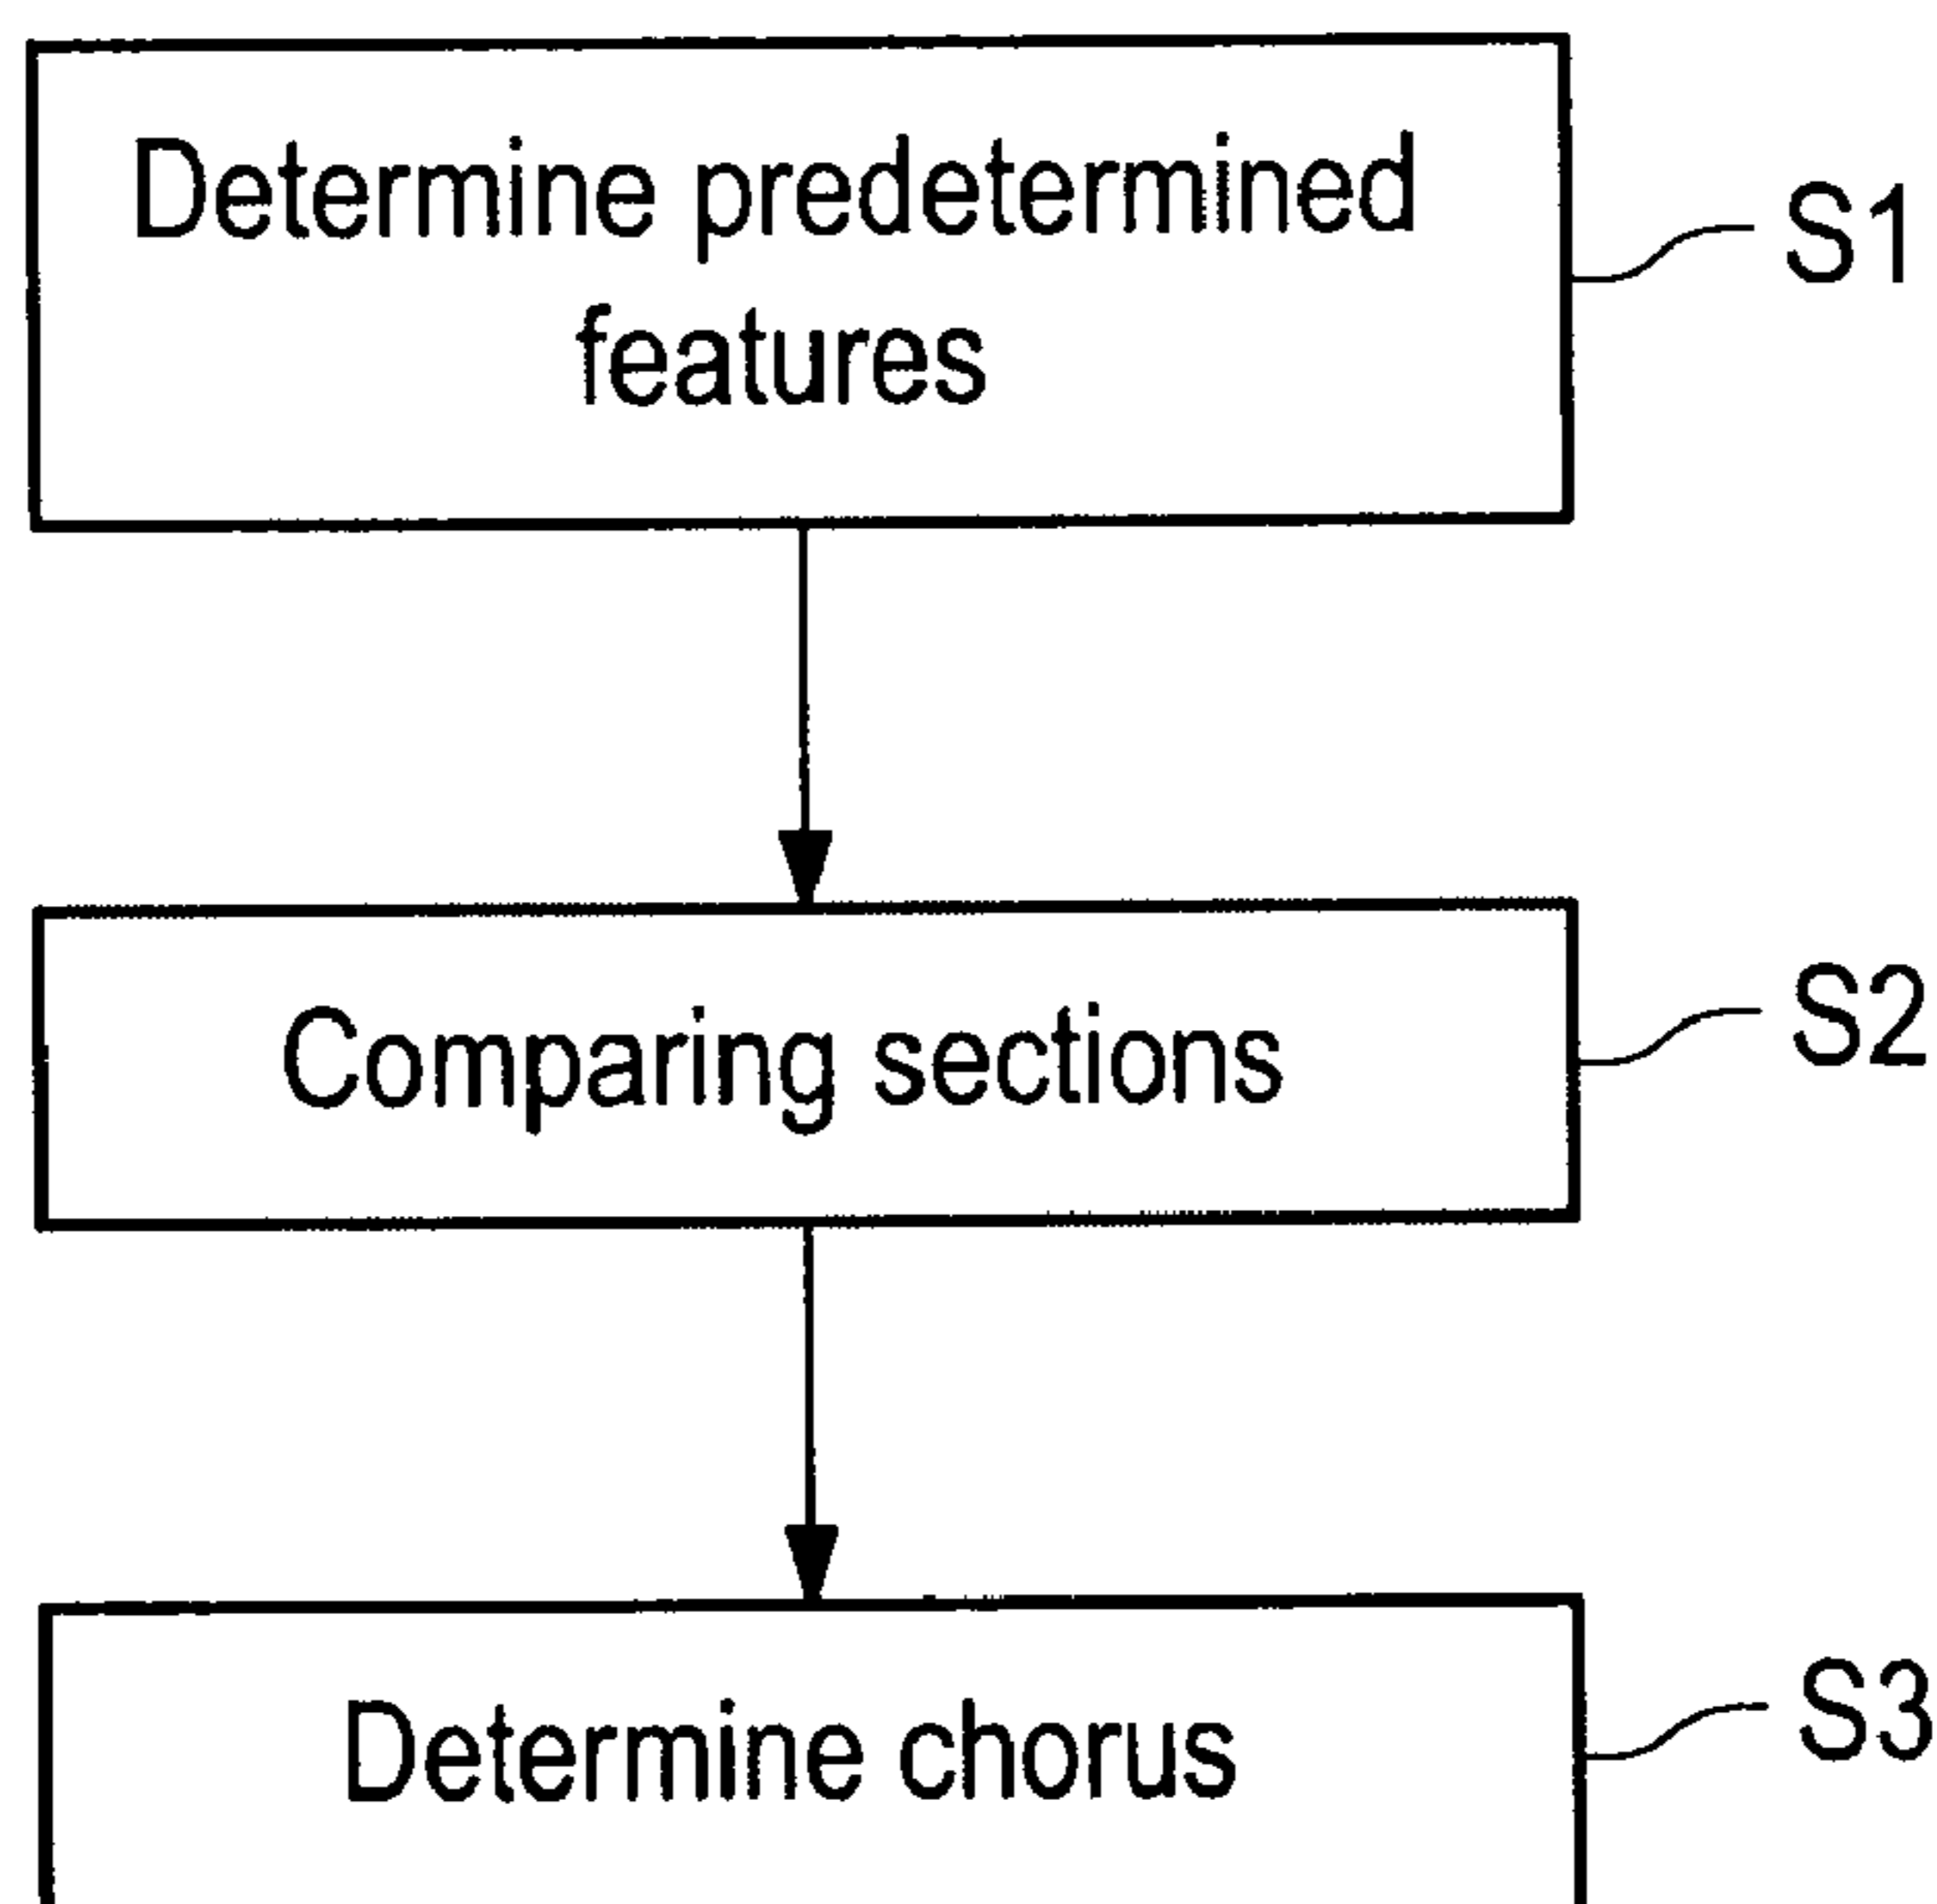 Determine predetermined
features
S1
Comparing sections
S2
Determine chorus
S3